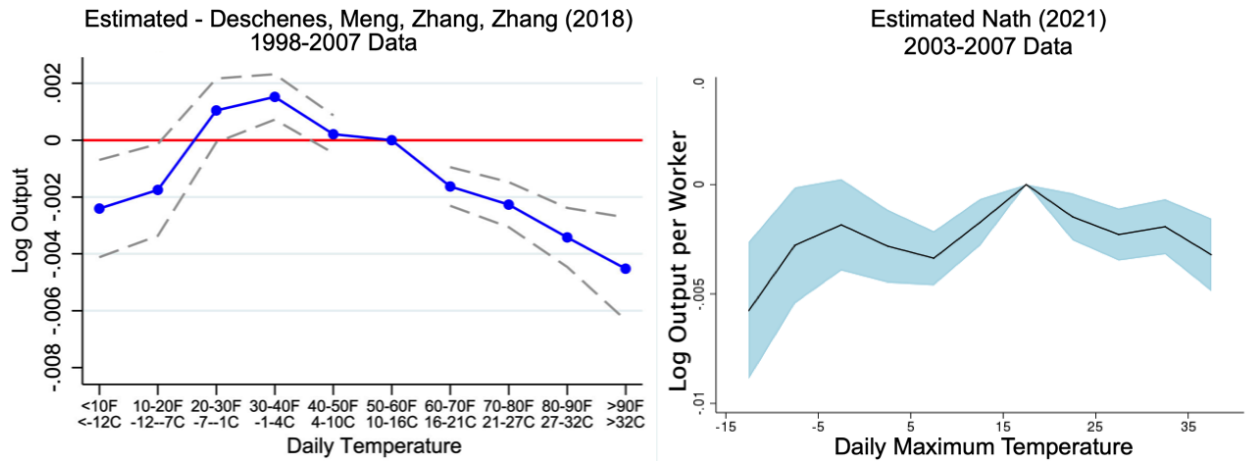 Estimated - Deschenes, Meng, Zhang, Zhang (2018)
1998-2007 Data
Log Output
.002
0
-.002
-.004
-.006
-.008
<10F 10-20F 20-30F 30-40F 40-50F 50-60F 60-70F 70-80F 80-90F >90F
<-12C -12--7C -7--1C -1-4C 4-10C 10-16C 16-21C 21-27C 27-32C >32C
Daily Temperature
Estimated Nath (2021)
2003-2007 Data
Log Output per Worker
.0
0
-.005
-.01
-15 -5 5 15 25 35
Daily Maximum Temperature